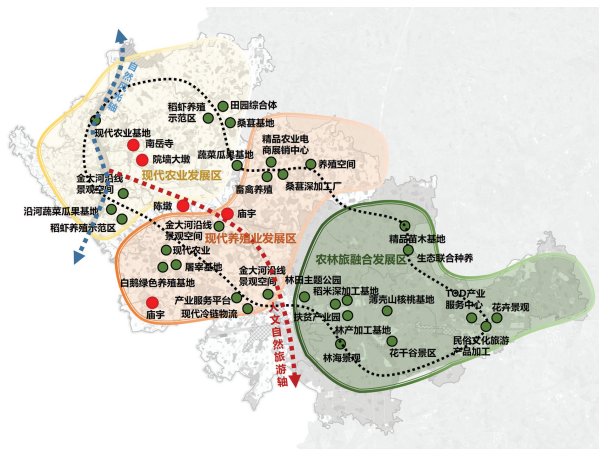 自然风光轴
稻虾养殖
示范区
田园综合体
桑葚基地
现代农业基地
南岳寺
院墙大墩
现代农业发展区
蔬菜瓜果基地
精品农业电
商展销中心
养殖空间
畜禽养殖
桑葚深加工厂
金大河沿线
景观空间
沿河蔬菜瓜果基地
稻虾养殖示范区
陈墩
庙宇
金大河沿线
景观空间
现代养殖业发展区
现代农业
屠宰基地
白鹅绿色养殖基地
庙宇
产业服务平台
现代冷链物流
金大河沿线
景观空间
人文自然旅游轴
农林旅融合发展区
精品苗木基地
生态联合种养
林田主题公园
稻米深加工基地
薄壳山核桃基地
扶贫产业园
林产加工基地
林海景观
花千谷景区
TOD产业
服务中心
花卉景观
民俗文化旅游
产品加工